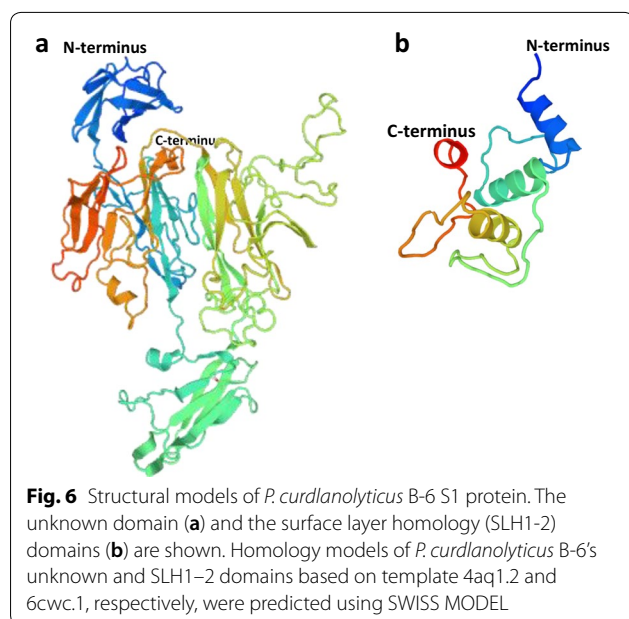 a
N-terminus
C-terminu
b
N-terminus
C-terminus
Fig. 6 Structural models of P. curdlanolyticus B-6 S1 protein. The
unknown domain (a) and the surface layer homology (SLH1-2)
domains (b) are shown. Homology models of P. curdlanolyticus B-6's
unknown and SLH1–2 domains based on template 4aq1.2 and
6cwc.1, respectively, were predicted using SWISS MODEL